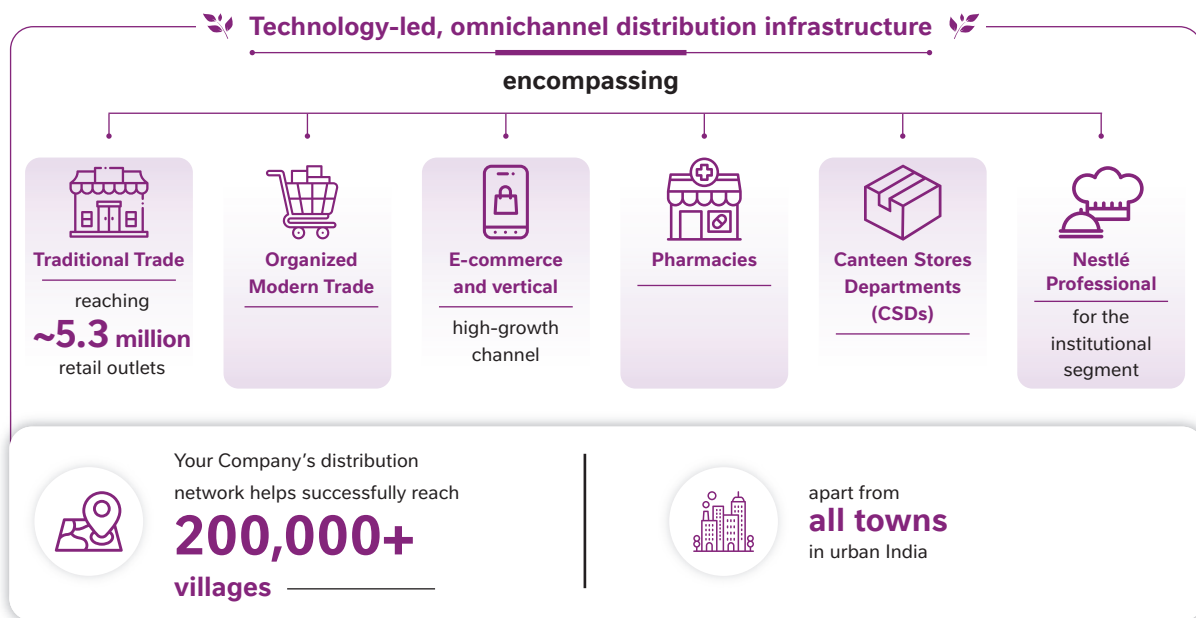 Technology-led, omnichannel distribution infrastructure
encompassing
Traditional Trade
reaching
~5.3 million
retail outlets
Organized
Modern Trade
E-commerce
and vertical
high-growth
channel
Pharmacies
Canteen Stores
Departments
(CSDs)
Nestlé
Professional
for the
institutional
segment
Your Company’s distribution
network helps successfully reach
200,000+
villages
apart from
all towns
in urban India